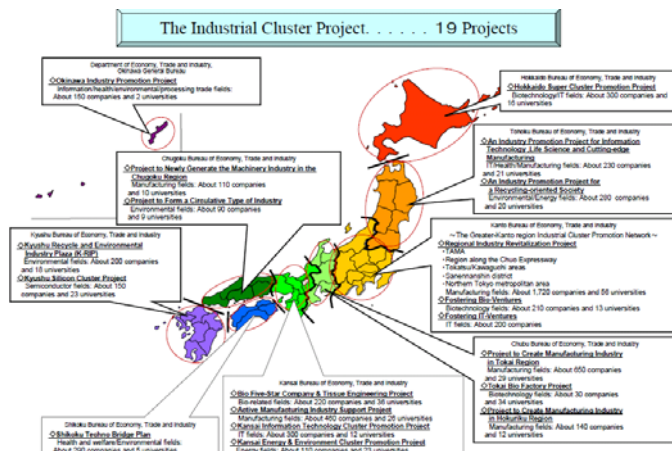 The Industrial Cluster Project. . . . . . 19 Projects
Department of Economy, Trade and Industry,
Okinawa General Bureau
◇Okinawa Industry Promotion Project
Information/health/environmental/processing trade fields:
About 150 companies and 2 universities
Hokkaido Bureau of Economy, Trade and Industry
◇Hokkaido Super Cluster Promotion Project
Biotechnology/IT fields: About 300 companies and
16 universities
Tohoku Bureau of Economy, Trade and Industry
◇An Industry Promotion Project for Information
Technology ,Life Science and Cutting-edge
Manufacturing
IT/Health/Manufacturing fields: About 230 companies
and 21 universities
◇An Industry Promotion Project for
a Recycling-oriented Society
Environmental/Energy fields: About 280 companies
and 20 universities
Chugoku Bureau of Economy, Trade and Industry
◇Project to Newly Generate the Machinery Industry in the
Chugoku Region
Manufacturing fields: About 110 companies
and 10 universities
◇Project to Form a Circulative Type of Industry
Environmental fields: About 90 companies
and 9 universities
Kyushu Bureau of Economy, Trade and Industry
◇Kyushu Recycle and Environmental
Industry Plaza (K-RIP)
Environmental fields: About 200 companies
and 18 universities
◇Kyushu Silicon Cluster Project
Semiconductor fields: About 150
companies and 23 universities
Kanto Bureau of Economy, Trade and Industry
~The Greater-Kanto region Industrial Cluster Promotion Network~
◇Regional Industry Revitalization Project
・TAMA
・Region along the Chuo Expressway
・Tokatsu/Kawaguchi areas
・Sanennanshin district
・Northern Tokyo metropolitan area
Manufacturing fields: About 1,720 companies and 56 universities
◇Fostering Bio-Ventures
Biotechnology fields: About 210 companies and 13 universities
◇Fostering IT-Ventures
IT fields: About 200 companies
Chubu Bureau of Economy, Trade and Industry
◇Project to Create Manufacturing Industry
in Tokai Region
Manufacturing fields: About 650 companies
and 29 universities
◇Tokai Bio Factory Project
Biotechnology fields: About 30 companies
and 34 universities
◇Project to Create Manufacturing Industry
in Hokuriku Region
Manufacturing fields: About 140 companies
and 12 universities
Kansai Bureau of Economy, Trade and Industry
◇Bio Five-Star Company & Tissue Engineering Project
Bio-related fields: About 220 companies and 36 universities
◇Active Manufacturing Industry Support Project
Manufacturing fields: About 460 companies and 26 universities
◇Kansai Information Technology Cluster Promotion Project
IT fields: About 300 companies and 12 universities
◇Kansai Energy & Environment Cluster Promotion Project
Energy fields: About 110 companies and 23 universities
Shikoku Bureau of Economy, Trade and Industry
◇Shikoku Techno Bridge Plan
Health and welfare/Environmental fields:
About 290 companies and 5 universities